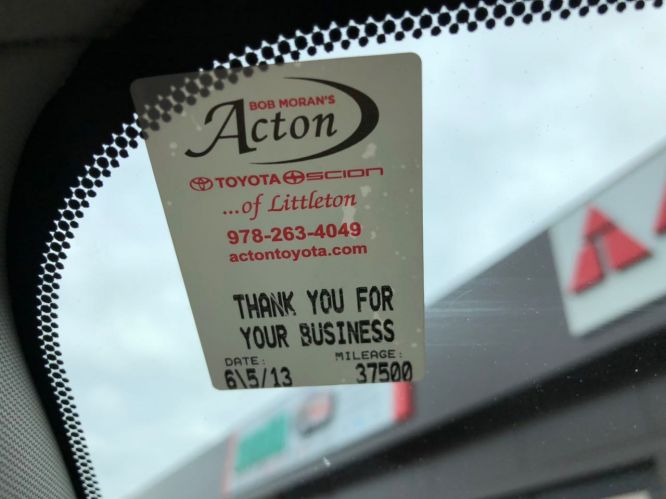 BOB MORAN'S
Acton
TOYOTA SCION
...of Littleton
978-263-4049
actontoyota.com
THANK YOU FOR
YOUR BUSINESS
DATE: MILEAGE:
6\5/13 37500